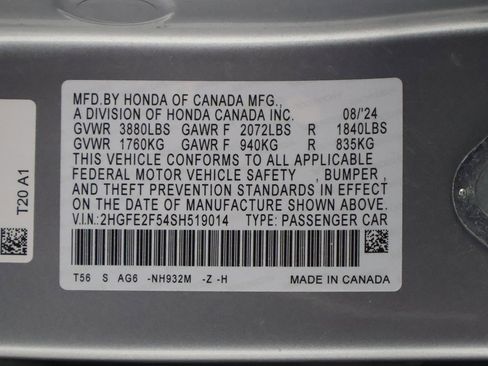 MFD.BY HONDA OF CANADA MFG.,
A DIVISION OF HONDA CANADA INC. 08/'24
GVWR 3880LBS GAWR F 2072LBS R 1840LBS
GVWR 1760KG GAWR F 940KG R 835KG
THIS VEHICLE CONFORMS TO ALL APPLICABLE
FEDERAL MOTOR VEHICLE SAFETY , BUMPER ,
AND THEFT PREVENTION STANDARDS IN EFFECT
ON THE DATE OF MANUFACTURE SHOWN ABOVE.
V.I.N.: 2HGFE2F54SH519014 TYPE: PASSENGER CAR
T56 S AG6 -NH932M -Z -H
MADE IN CANADA
T20 A1